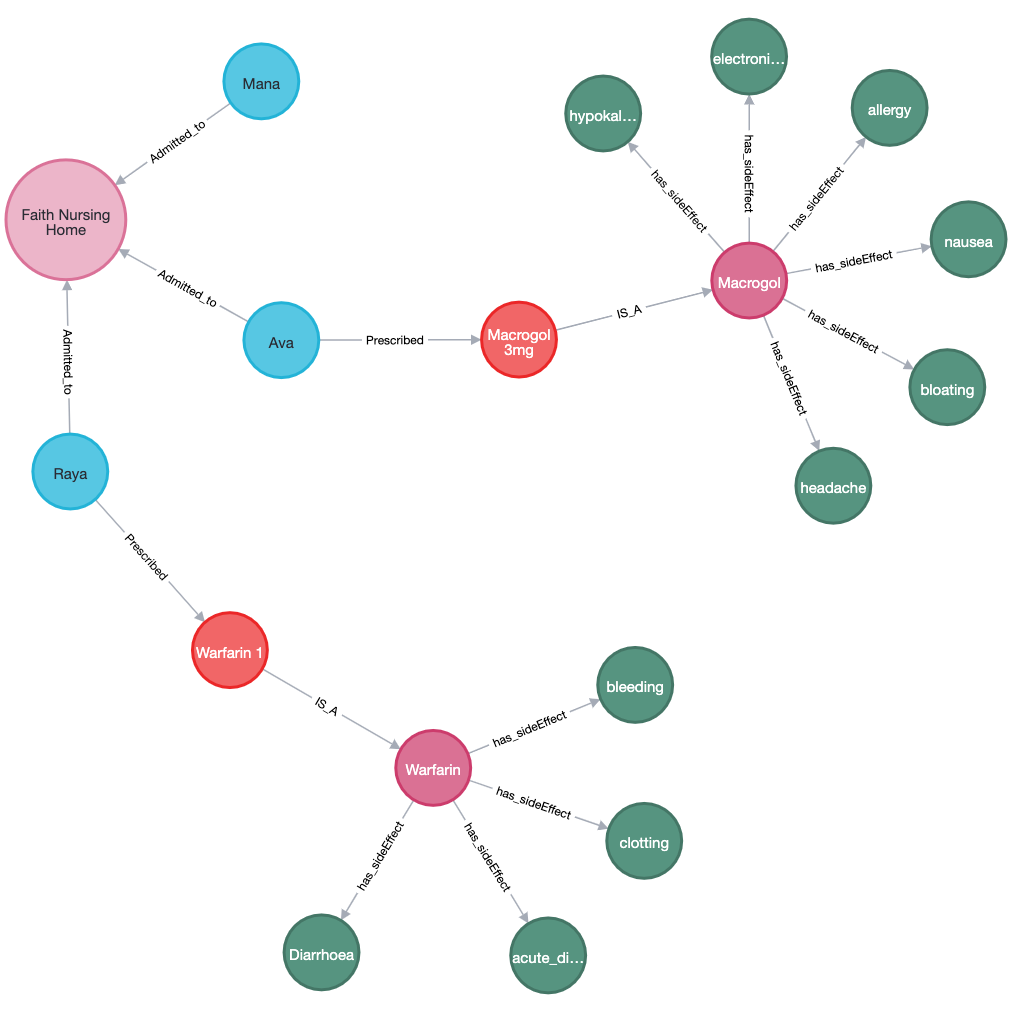 electroni...
Mana
allergy
hypokal...
Admitted_to
has_sideEffect
has_sideEffect
has_sideEffect
Faith Nursing
Home
nausea
has_sideEffect
Admitted_to
Macrogol
IS_A
has_sideEffect
Ava
Prescribed
Macrogol
3mg
Admitted_to
has_sideEffect
bloating
Raya
headache
Prescribed
Warfarin 1
bleeding
IS_A
has_sideEffect
Warfarin
has_sideEffect
clotting
has_sideEffect
has_sideEffect
Diarrhoea
acute_di...